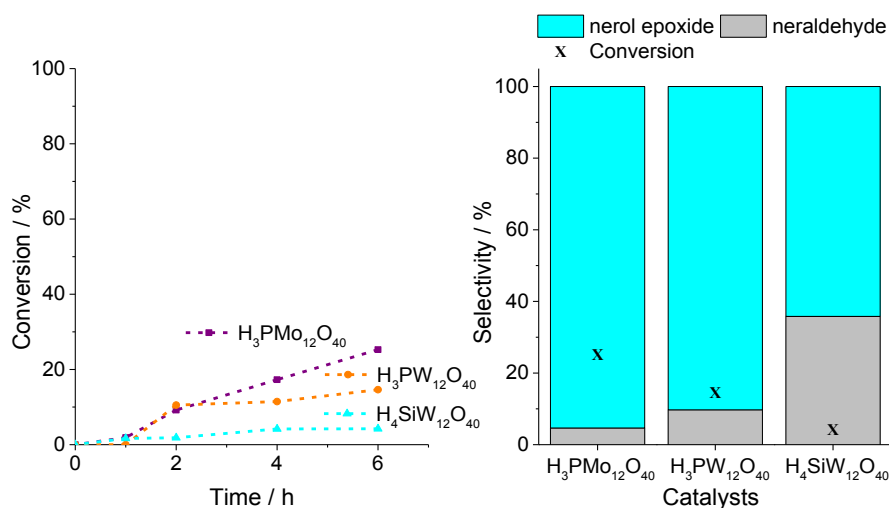 100
80
60
40
20
0
Conversion / %
H₃PMo₁₂O₄₀
H₃PW₁₂O₄₀
H₄SiW₁₂O₄₀
0 2 4 6
Time / h
nerol epoxide neraldehyde
x Conversion
100
80
60
40
20
0
Selectivity / %
x
x
x
H₃PMo₁₂O₄₀ H₃PW₁₂O₄₀ H₄SiW₁₂O₄₀
Catalysts